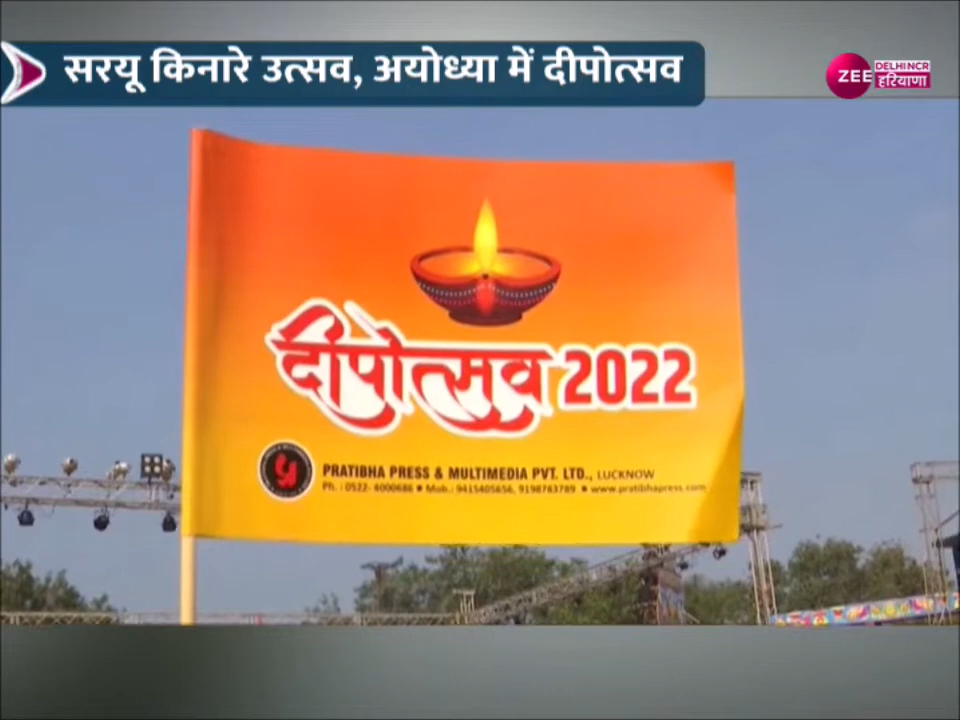 सरयू किनारे उत्सव, अयोध्या में दीपोत्सव
ZEE DELHI NCR
हरियाणा
दीपोत्सव 2022
PRATIBHA PRESS & MULTIMEDIA PVT. LTD., LUCKNOW
Ph. : 0522- 4000686 • Mob.: 9415405656, 9198763789 • www.pratibhapress.com